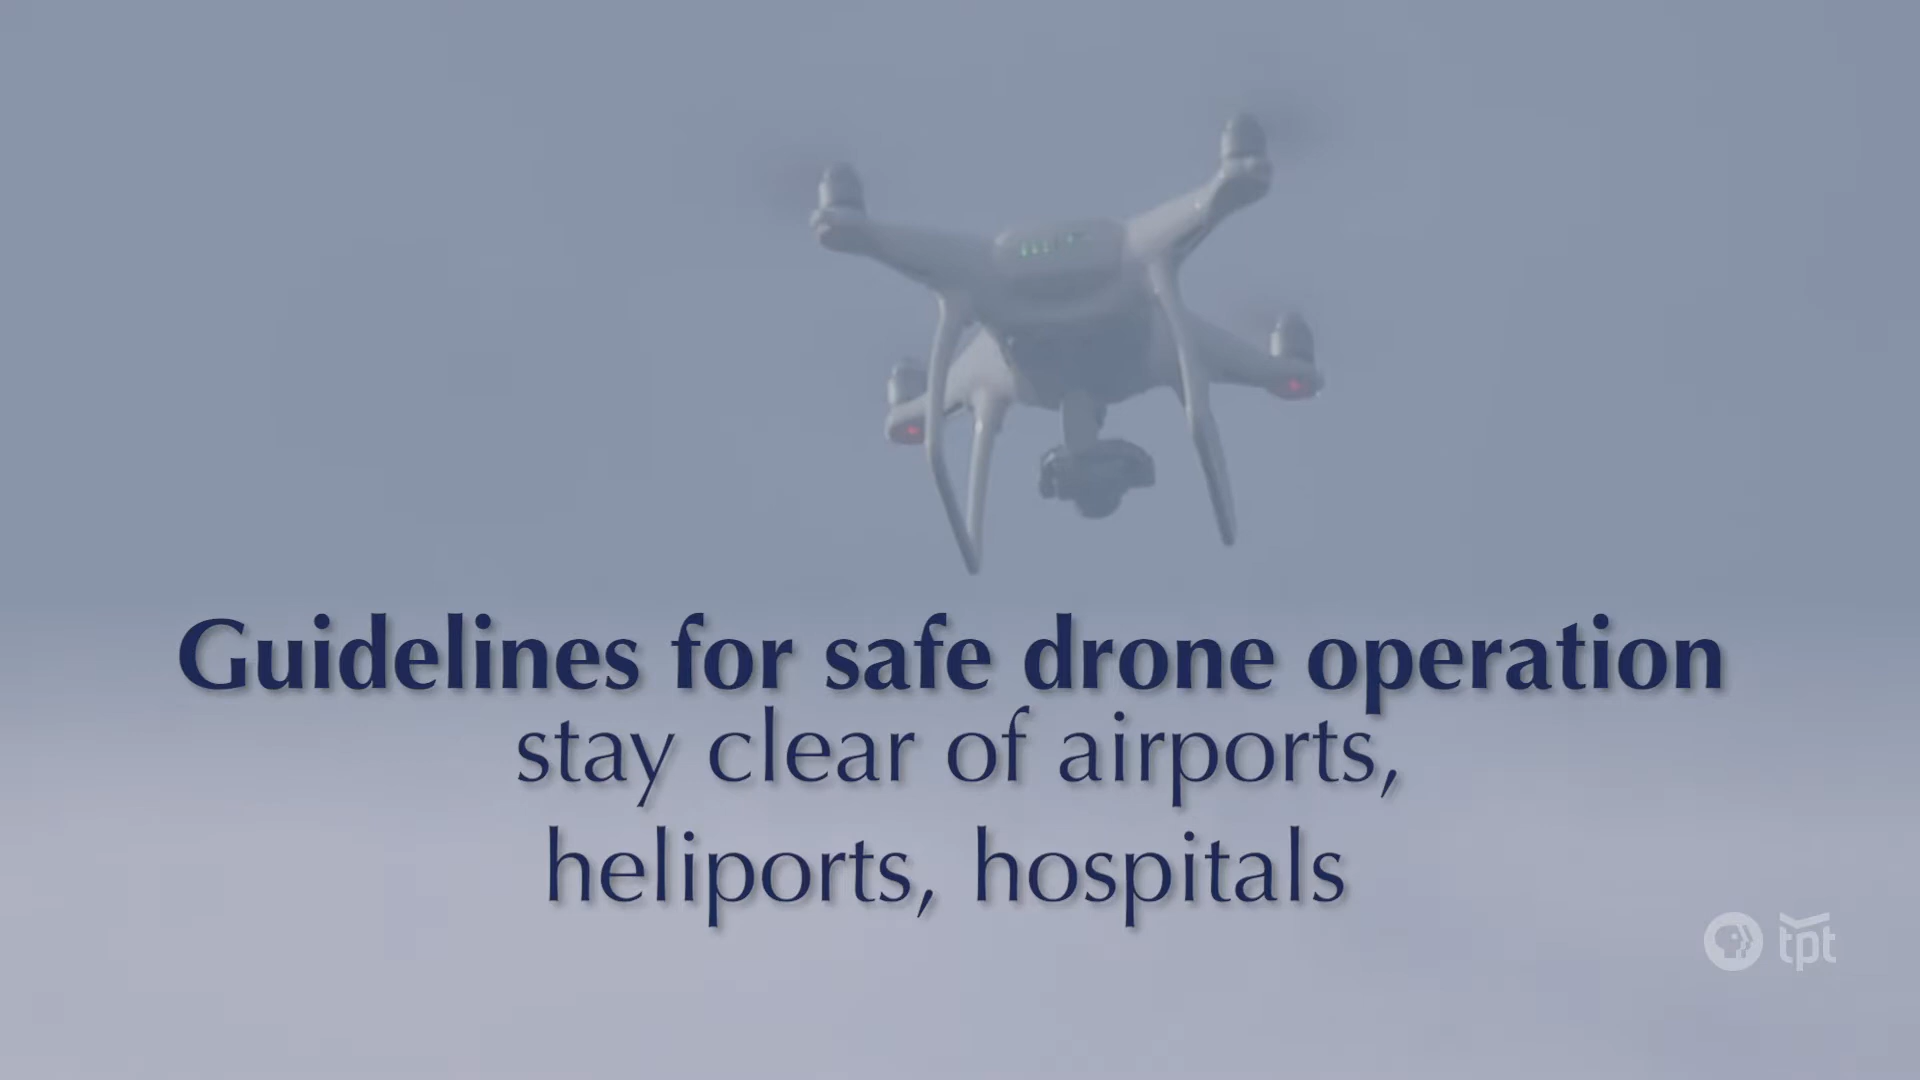 Guidelines for safe drone operation
stay clear of airports,
heliports, hospitals
tpt